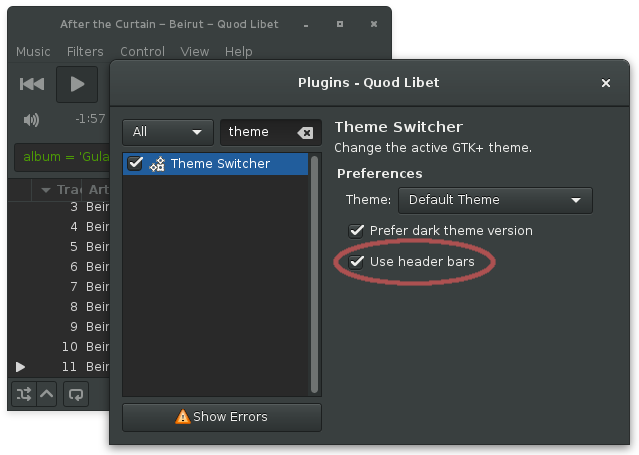 After the Curtain – Beirut – Quod Libet
Music Filters Control View Help
-1:57
album = 'Gula
Trac Art
3 Beir
4 Beir
5 Beir
6 Beir
7 Beir
8 Beir
9 Beir
10 Beir
11 Beir
Plugins - Quod Libet
All
theme
Theme Switcher
Show Errors
Theme Switcher
Change the active GTK+ theme.
Preferences
Theme: Default Theme
Prefer dark theme version
Use header bars